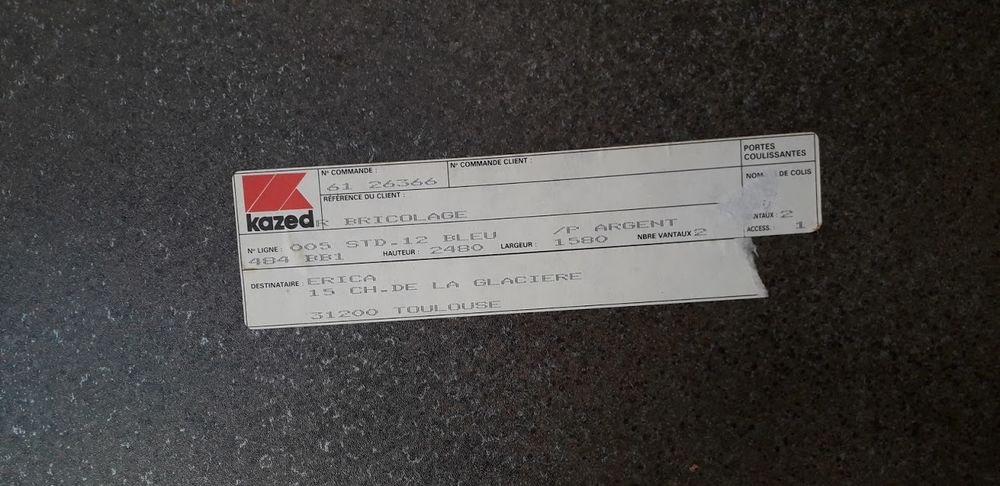 kazed
N° COMMANDE :
61 26366
N° COMMANDE CLIENT :
PORTES COULISSANTES
RÉFÉRENCE DU CLIENT :
R BRICOLAGE
DE COLIS
NTAUX : 2
ACCESS. : 1
N° LIGNE : 005 STD.12 BLEU /P ARGENT
484 BB1 HAUTEUR : 2480 LARGEUR : 1580 NBRE VANTAUX 2
DESTINATAIRE : ERICA
15 CH.DE LA GLACIERE
31200 TOULOUSE